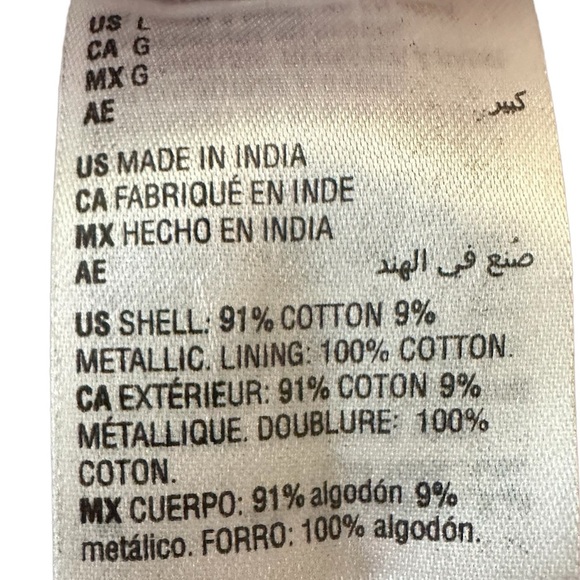 US L
CA G
MX G
AE كبير
US MADE IN INDIA
CA FABRIQUÉ EN INDE
MX HECHO EN INDIA
AE صُنع في الهند
US SHELL: 91% COTTON 9%
METALLIC. LINING: 100% COTTON.
CA EXTÉRIEUR: 91% COTON 9%
MÉTALLIQUE. DOUBLURE: 100%
COTON.
MX CUERPO: 91% algodón 9%
metálico. FORRO: 100% algodón.